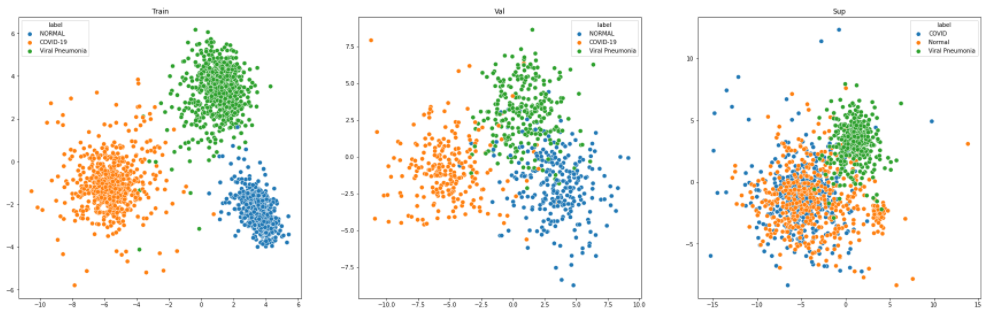 Train
label
NORMAL
COVID-19
Viral Pneumonia
6
4
2
0
−2
−4
−6
−10 −8 −6 −4 −2 0 2 4 6
Val
label
NORMAL
COVID-19
Viral Pneumonia
7.5
5.0
2.5
0.0
−2.5
−5.0
−7.5
−10.0 −7.5 −5.0 −2.5 0.0 2.5 5.0 7.5 10.0
Sup
label
COVID
Normal
Viral Pneumonia
10
5
0
−5
−15 −10 −5 0 5 10 15